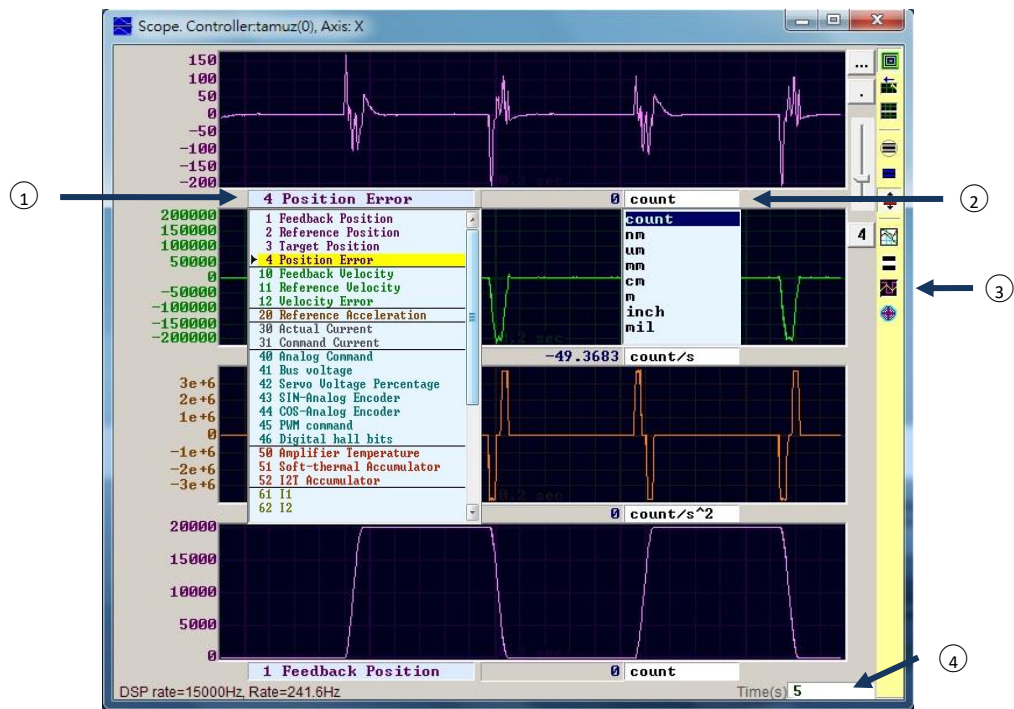 Scope. Controller:tamuz(0), Axis: X
150
100
50
0
-50
-100
-150
-200
...
.
① 4 Position Error 0 count ②
200000
150000
100000
50000
0
-50000
-100000
-150000
-200000
1 Feedback Position
2 Reference Position
3 Target Position
4 Position Error
10 Feedback Velocity
11 Reference Velocity
12 Velocity Error
20 Reference Acceleration
30 Actual Current
31 Command Current
40 Analog Command
41 Bus voltage
42 Servo Voltage Percentage
43 SIN-Analog Encoder
44 COS-Analog Encoder
45 PWM command
46 Digital hall bits
50 Amplifier Temperature
51 Soft-thermal Accumulator
52 I2T Accumulator
61 I1
62 I2
count
nm
um
mm
cm
m
inch
mil
4
③
0.2 sec
-49.3683 count/s
3e+6
2e+6
1e+6
0
-1e+6
-2e+6
-3e+6
0.2 sec
0 count/s^2
20000
15000
10000
5000
0
1 Feedback Position 0 count
④
DSP rate=15000Hz, Rate=241.6Hz Time(s) 5